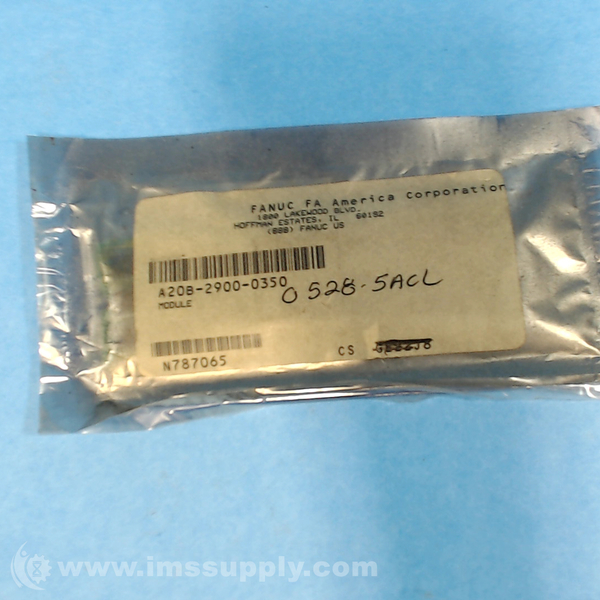 FANUC FA America Corporation
1000 LAKEWOOD BLVD.
HOFFMAN ESTATES, IL 60192
(888) FANUC US
A20B-2900-0350
0528-5ACL
MODULE
N787065
CS
www.imssupply.com